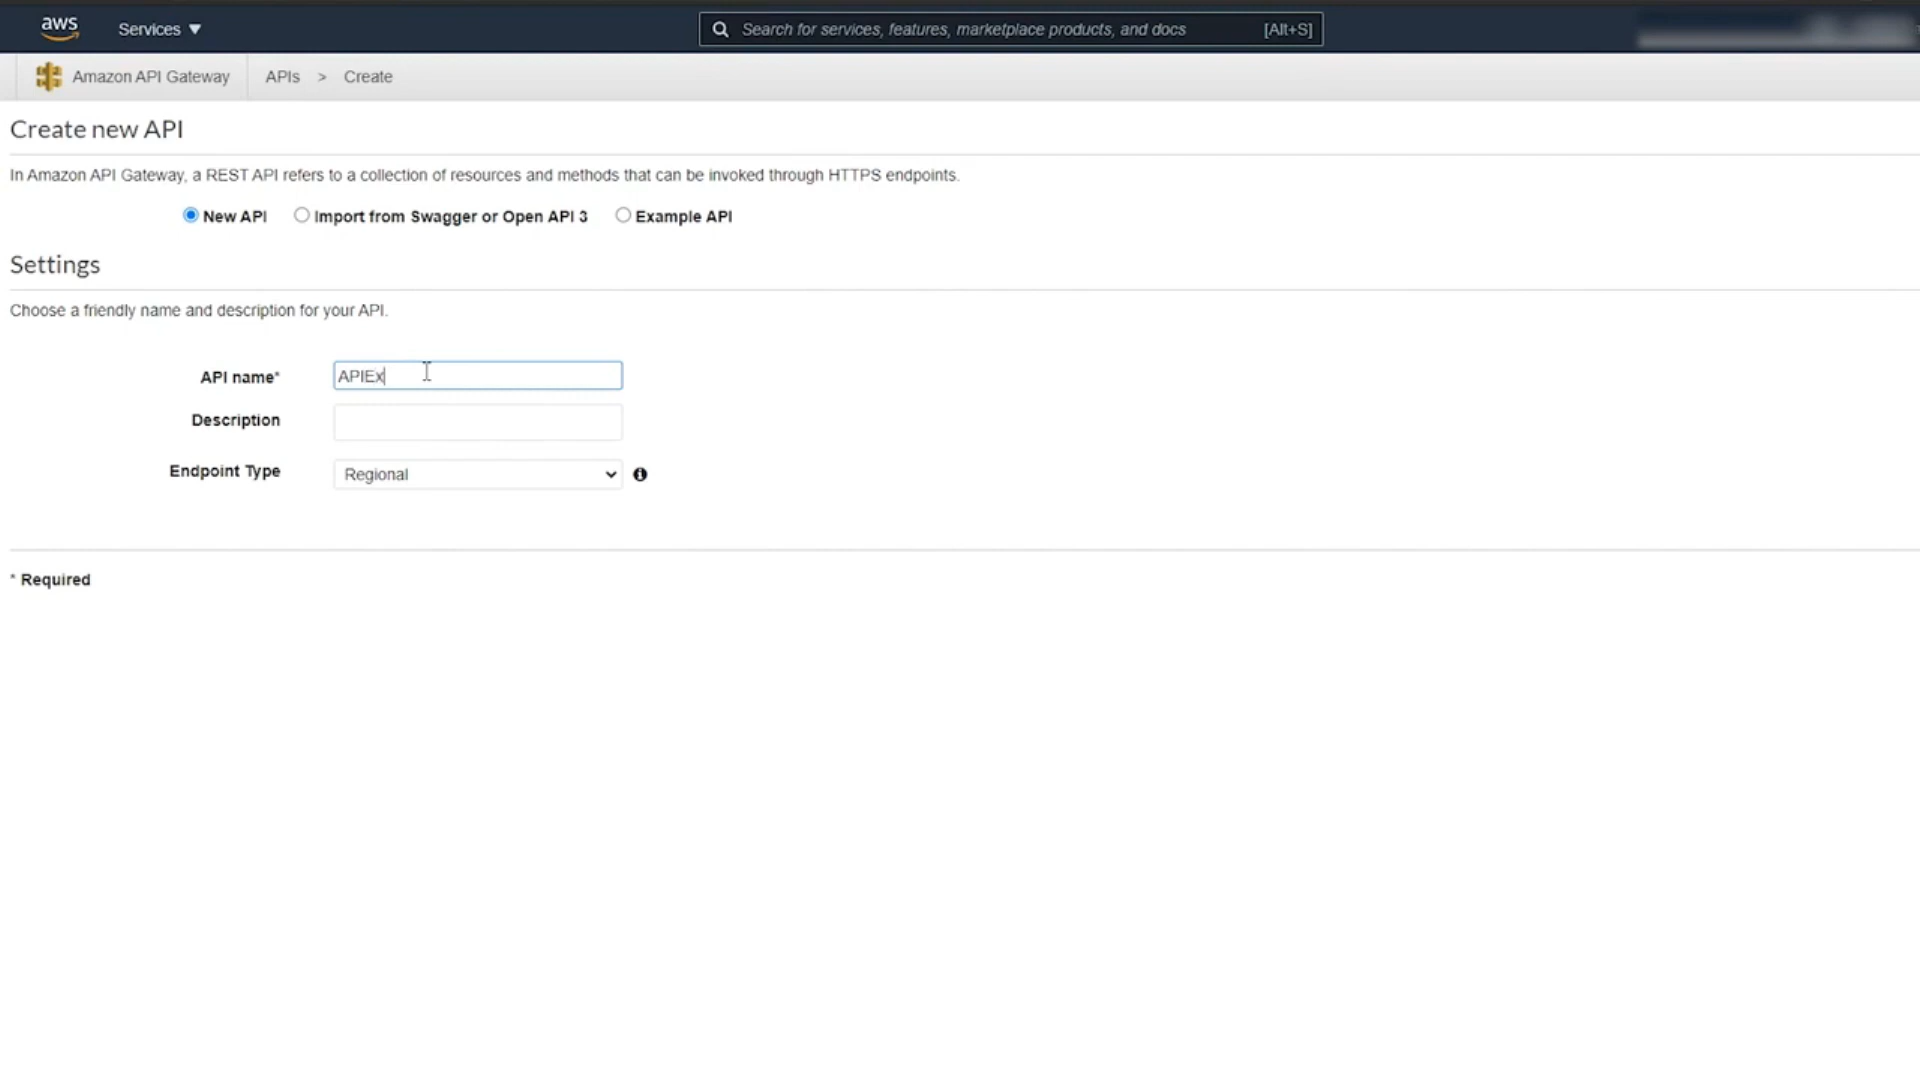 aws Services ▼ Search for services, features, marketplace products, and docs [Alt+S]
Amazon API Gateway APIs > Create
Create new API
In Amazon API Gateway, a REST API refers to a collection of resources and methods that can be invoked through HTTPS endpoints.
New API Import from Swagger or Open API 3 Example API
Settings
Choose a friendly name and description for your API.
API name* APIEx
Description
Endpoint Type Regional
* Required